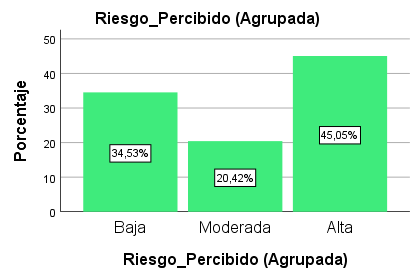 Riesgo_Percibido (Agrupada)
Porcentaje
50
40
30
20
10
0
34,53%
20,42%
45,05%
Baja
Moderada
Alta
Riesgo_Percibido (Agrupada)